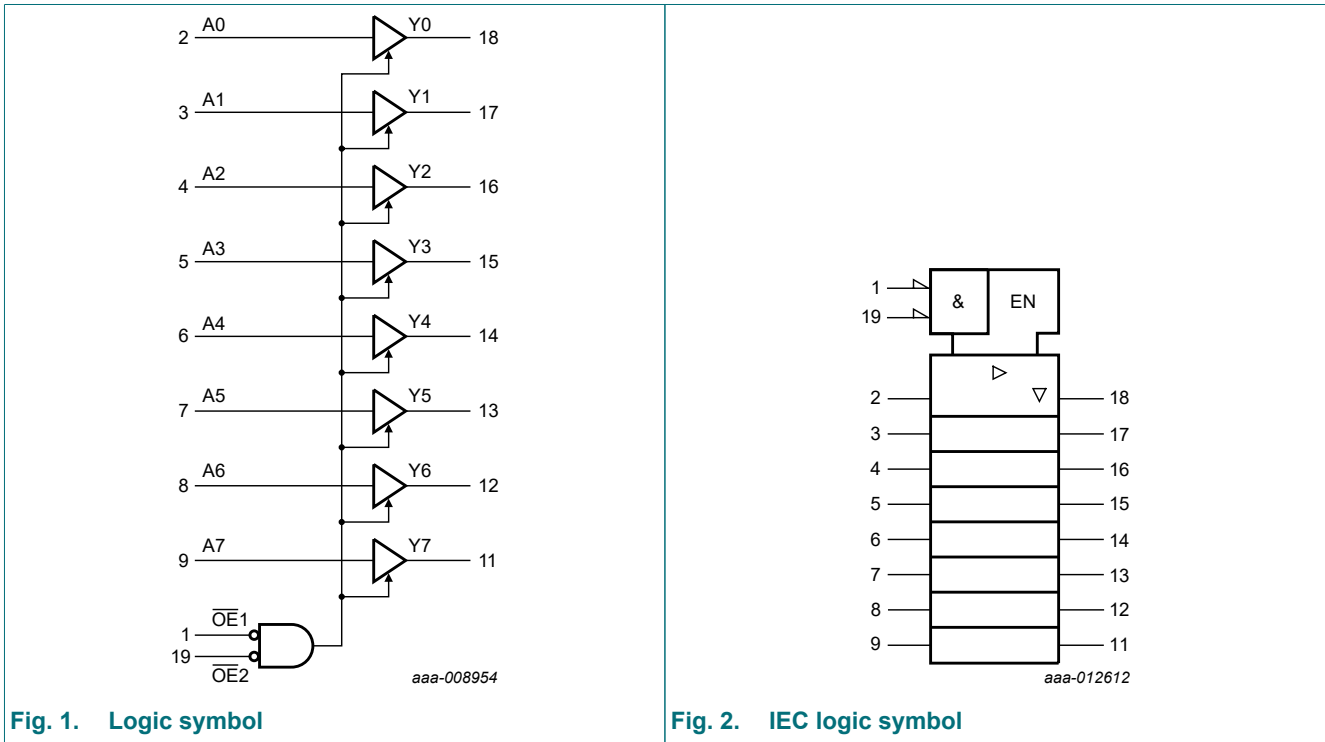 A0 Y0
2 18
A1 Y1
3 17
A2 Y2
4 16
A3 Y3
5 15
A4 Y4
6 14
A5 Y5
7 13
A6 Y6
8 12
A7 Y7
9 11
OE1
1
19
OE2
aaa-008954
Fig. 1. Logic symbol
1
& EN
19
2 18
3 17
4 16
5 15
6 14
7 13
8 12
9 11
aaa-012612
Fig. 2. IEC logic symbol